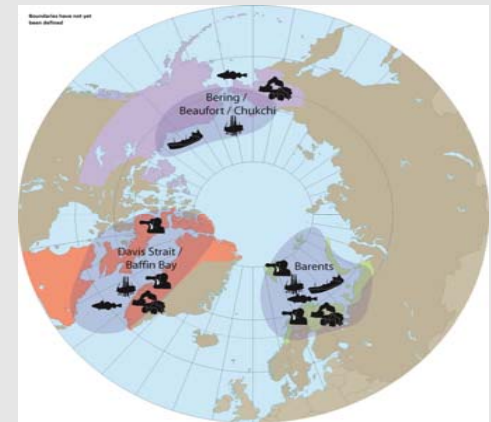 Boundaries have not yet
been defined
Bering /
Beaufort / Chukchi
Davis Strait /
Baffin Bay
Barents